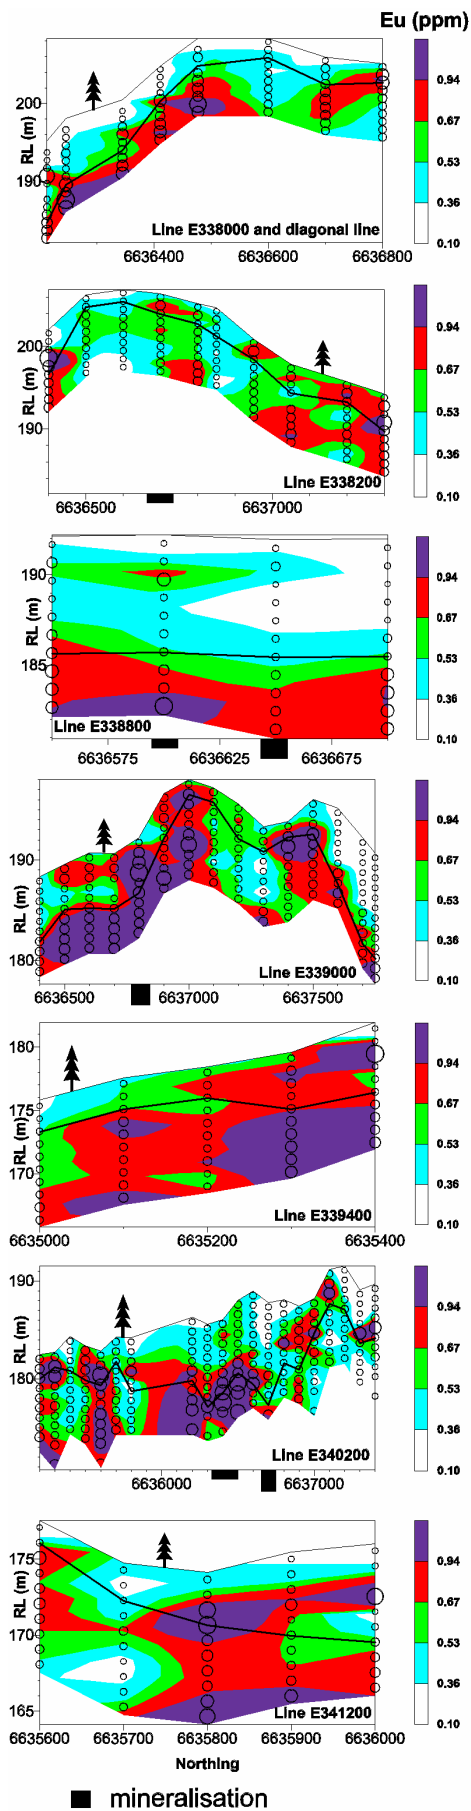 Eu (ppm)
0.94
0.67
0.53
0.36
0.10
RL (m)
200
190
Line E338000 and diagonal line
6636400 6636600 6636800
Eu (ppm)
0.94
0.67
0.53
0.36
0.10
RL (m)
200
190
Line E338200
6636500 6637000
0.94
0.67
0.53
0.36
0.10
RL (m)
190
185
Line E338800
6636575 6636625 6636675
0.94
0.67
0.53
0.36
0.10
RL (m)
190
180
Line E339000
6636500 6637000 6637500
0.94
0.67
0.53
0.36
0.10
RL (m)
180
175
170
Line E339400
6635000 6635200 6635400
0.94
0.67
0.53
0.36
0.10
RL (m)
190
180
Line E340200
6636000 6637000
0.94
0.67
0.53
0.36
0.10
RL (m)
175
170
165
Line E341200
6635600 6635700 6635800 6635900 6636000
Northing
mineralisation